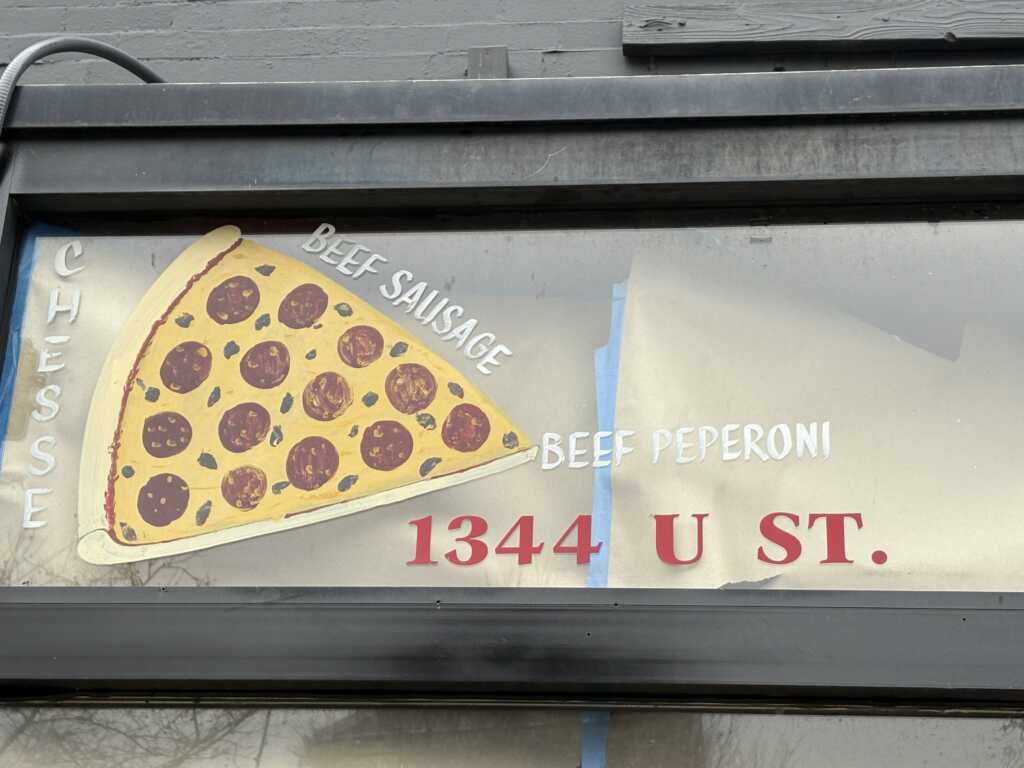 CHESSE
BEEF SAUSAGE
BEEF PEPERONI
1344 U ST.